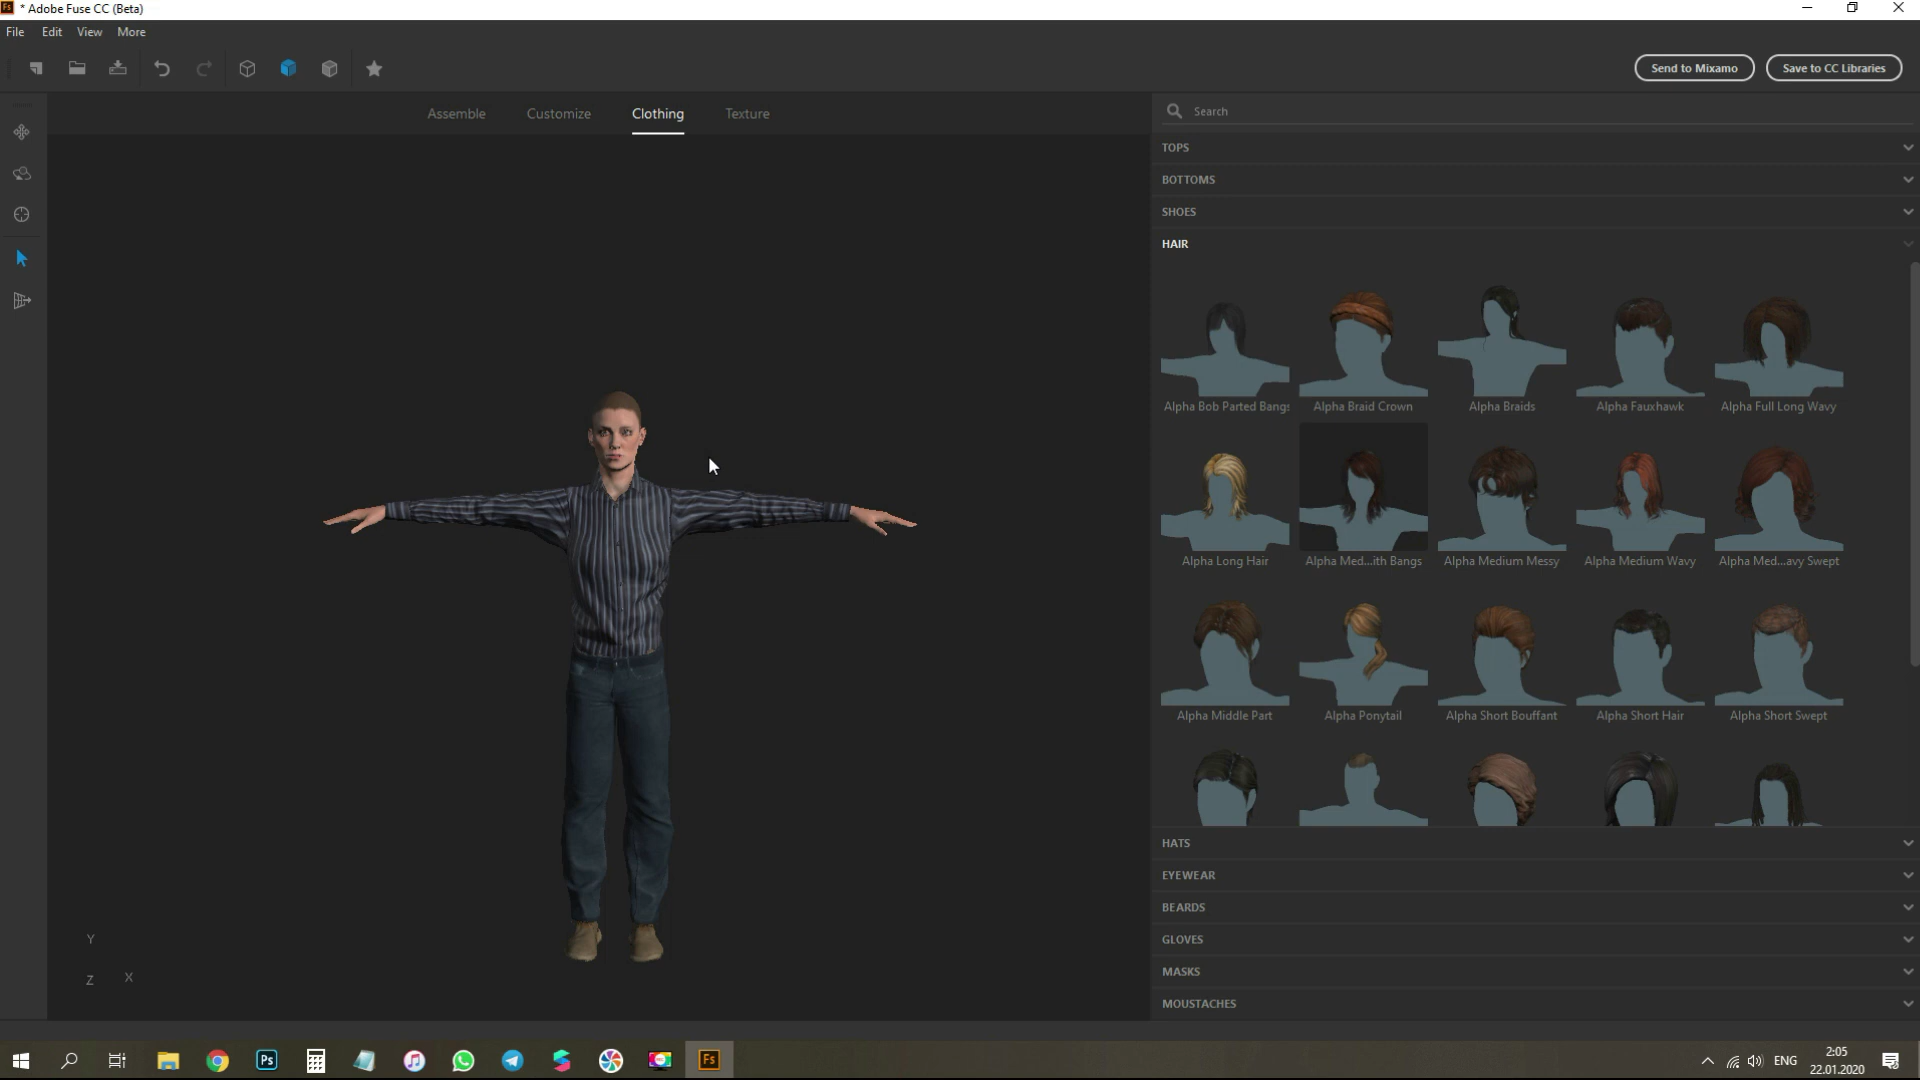 Fs * Adobe Fuse CC (Beta)
File Edit View More
Send to Mixamo Save to CC Libraries
Assemble Customize Clothing Texture
Search
TOPS
BOTTOMS
SHOES
HAIR
Alpha Bob Parted Bangs Alpha Braid Crown Alpha Braids Alpha Fauxhawk Alpha Full Long Wavy
Alpha Long Hair Alpha Med...ith Bangs Alpha Medium Messy Alpha Medium Wavy Alpha Med...avy Swept
Alpha Middle Part Alpha Ponytail Alpha Short Bouffant Alpha Short Hair Alpha Short Swept
HATS
EYEWEAR
BEARDS
GLOVES
MASKS
MOUSTACHES
Y
Z X
Ps Fs ENG 2:05
22.01.2020